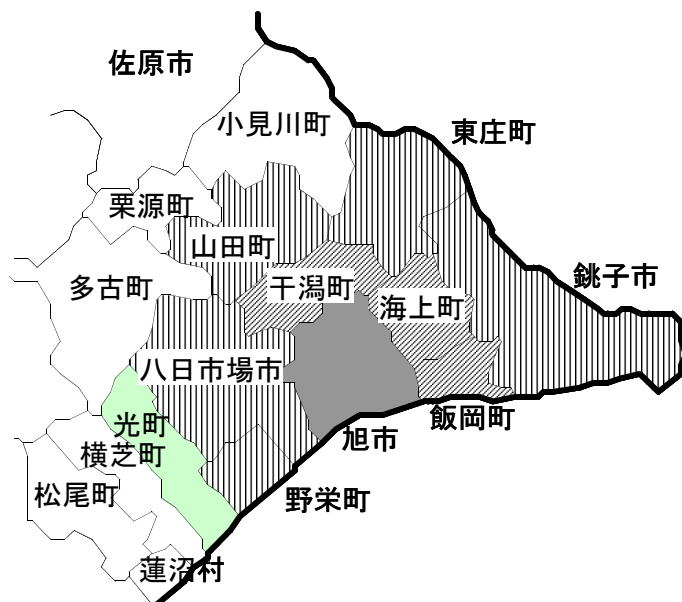 佐原市
小見川町
東庄町
栗源町
山田町
多古町
干潟町
銚子市
海上町
八日市場市
光町
飯岡町
旭市
横芝町
松尾町
野栄町
蓮沼村